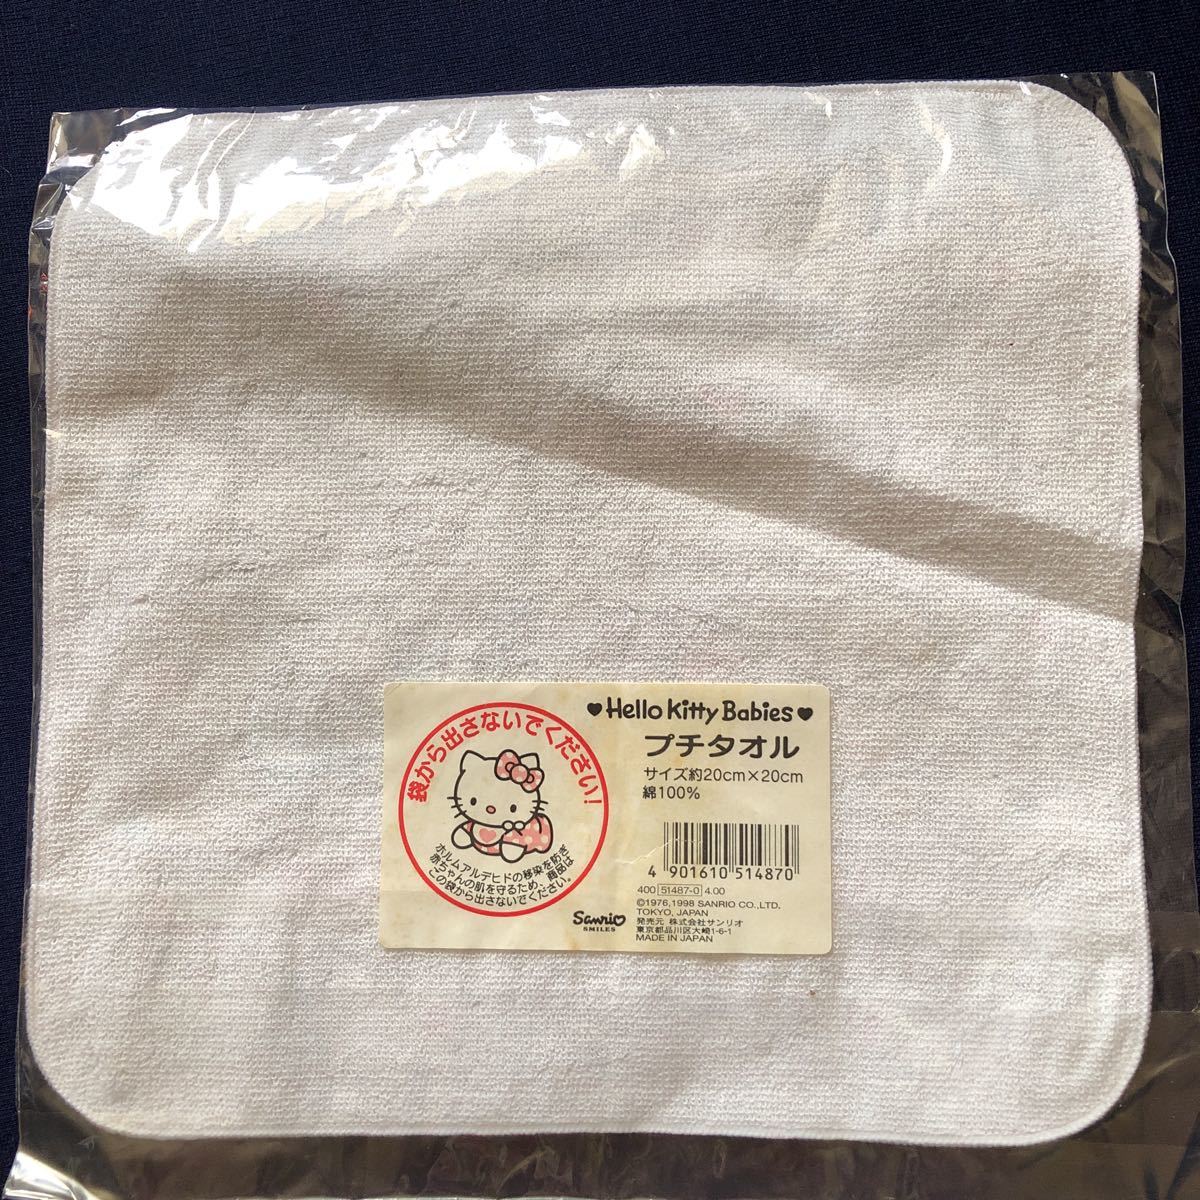 袋から出さないでください!
ホルムアルデヒドの移染を防ぎ
赤ちゃんの肌を守るため、商品は
この袋から出さないでください。
♥Hello Kitty Babies♥
プチタオル
サイズ約20cm×20cm
綿100%
4 901610 514870
400 51487-0 4.00
©1976,1998 SANRIO CO.,LTD.
TOKYO, JAPAN
発売元 株式会社サンリオ
東京都品川区大崎1-6-1
MADE IN JAPAN
Sanrio
SMILES